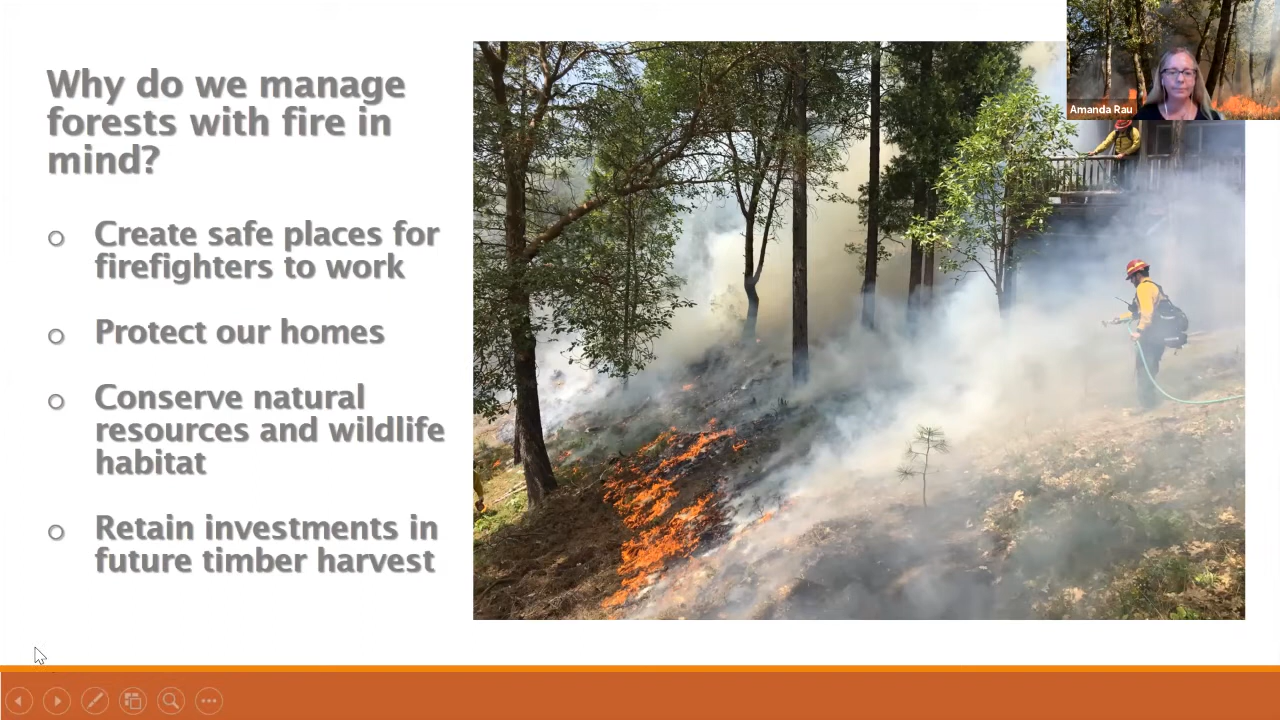 Why do we manage
forests with fire in
mind?
Create safe places for
firefighters to work
Protect our homes
Conserve natural
resources and wildlife
habitat
Retain investments in
future timber harvest
Amanda Rau